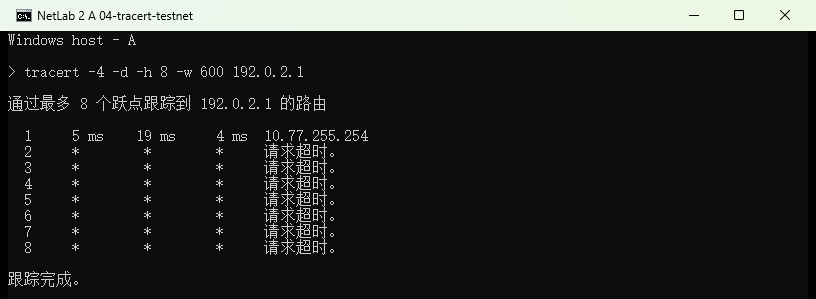 NetLab 2 A 04-tracert-testnet
Windows host - A
> tracert -4 -d -h 8 -w 600 192.0.2.1
通过最多 8 个跃点跟踪到 192.0.2.1 的路由
1 5 ms 19 ms 4 ms 10.77.255.254
2 * * * 请求超时。
3 * * * 请求超时。
4 * * * 请求超时。
5 * * * 请求超时。
6 * * * 请求超时。
7 * * * 请求超时。
8 * * * 请求超时。
跟踪完成。